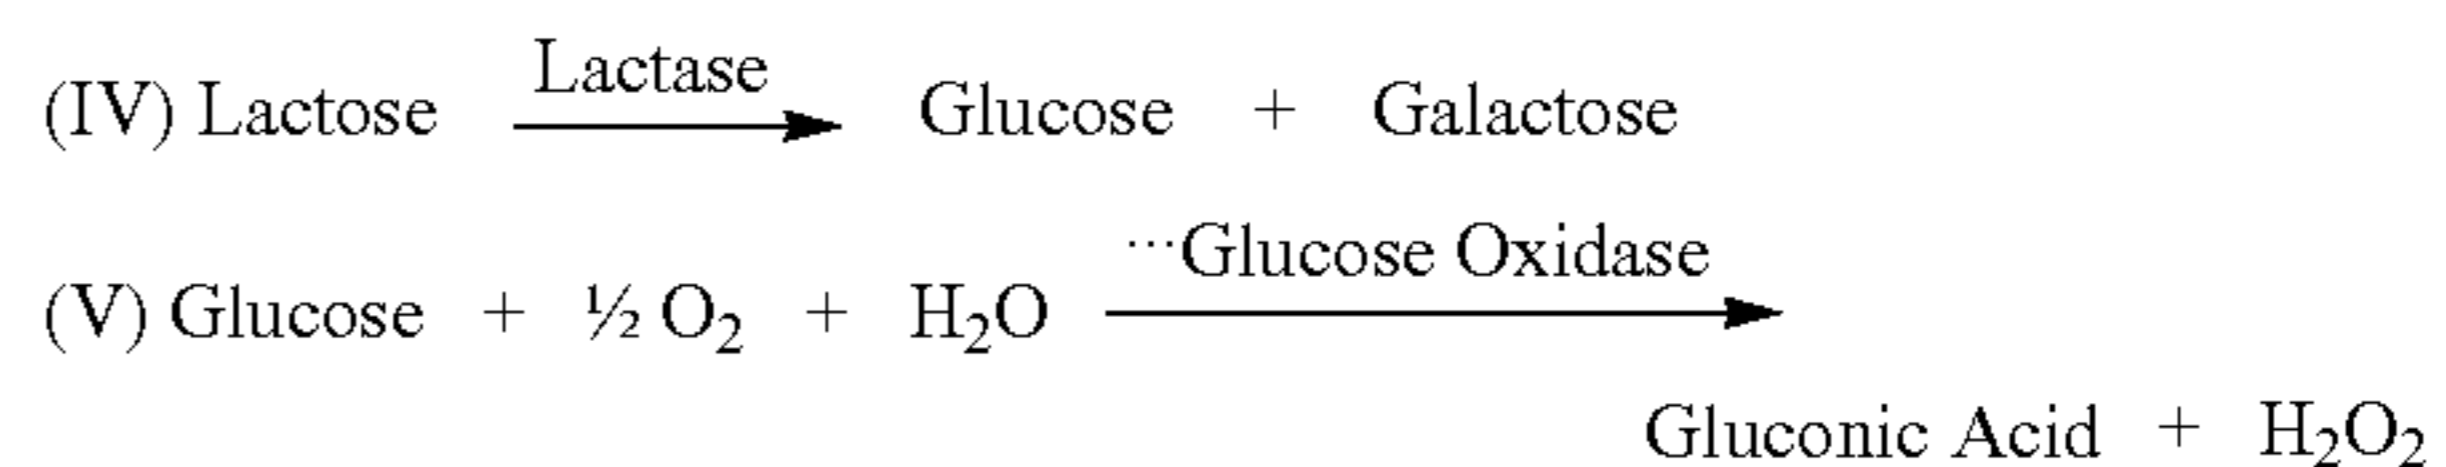 Lactase
(IV) Lactose Glucose + Galactose
···Glucose Oxidase
(V) Glucose + ½ O₂ + H₂O
Gluconic Acid + H₂O₂